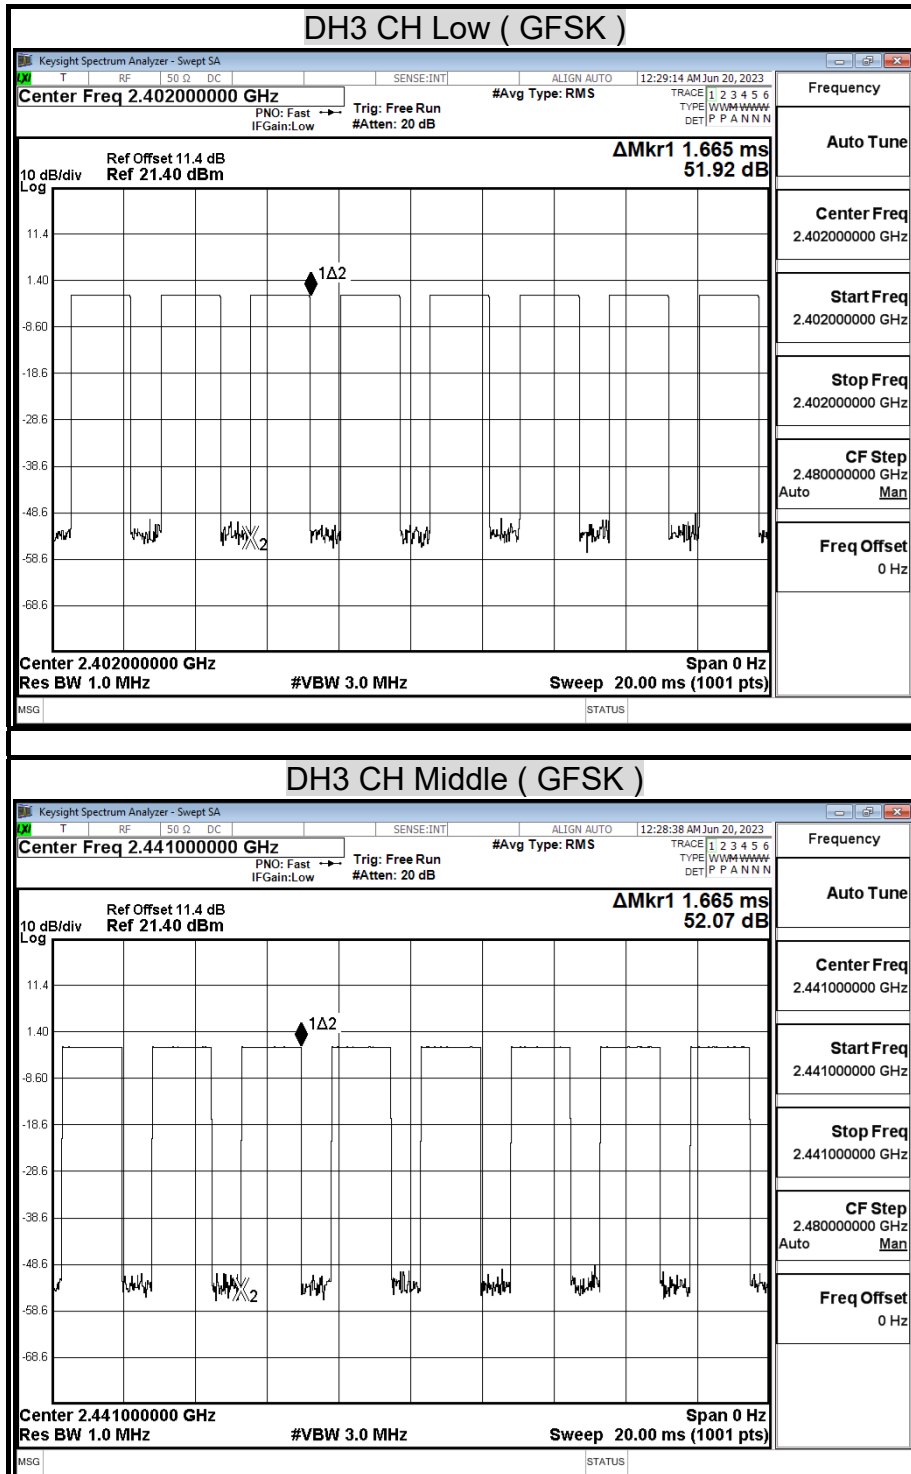 DH3 CH Low ( GFSK )
Keysight Spectrum Analyzer - Swept SA
LXI T RF 50 Ω DC SENSE:INT ALIGN AUTO 12:29:14 AM Jun 20, 2023
Center Freq 2.402000000 GHz
PNO: Fast
IFGain:Low
Trig: Free Run
#Atten: 20 dB
#Avg Type: RMS
TRACE 1 2 3 4 5 6
TYPE WWMWWWW
DET P P A N N N
Ref Offset 11.4 dB
10 dB/div Ref 21.40 dBm
Log
ΔMkr1 1.665 ms
51.92 dB
11.4
1.40
-8.60
-18.6
-28.6
-38.6
-48.6
-58.6
-68.6
1Δ2
2
Center 2.402000000 GHz Span 0 Hz
Res BW 1.0 MHz #VBW 3.0 MHz Sweep 20.00 ms (1001 pts)
MSG STATUS
Frequency
Auto Tune
Center Freq
2.402000000 GHz
Start Freq
2.402000000 GHz
Stop Freq
2.402000000 GHz
CF Step
2.480000000 GHz
Auto Man
Freq Offset
0 Hz
DH3 CH Middle ( GFSK )
Keysight Spectrum Analyzer - Swept SA
LXI T RF 50 Ω DC SENSE:INT ALIGN AUTO 12:28:38 AM Jun 20, 2023
Center Freq 2.441000000 GHz
PNO: Fast
IFGain:Low
Trig: Free Run
#Atten: 20 dB
#Avg Type: RMS
TRACE 1 2 3 4 5 6
TYPE WWMWWWW
DET P P A N N N
Ref Offset 11.4 dB
10 dB/div Ref 21.40 dBm
Log
ΔMkr1 1.665 ms
52.07 dB
11.4
1.40
-8.60
-18.6
-28.6
-38.6
-48.6
-58.6
-68.6
1Δ2
2
Center 2.441000000 GHz Span 0 Hz
Res BW 1.0 MHz #VBW 3.0 MHz Sweep 20.00 ms (1001 pts)
MSG STATUS
Frequency
Auto Tune
Center Freq
2.441000000 GHz
Start Freq
2.441000000 GHz
Stop Freq
2.441000000 GHz
CF Step
2.480000000 GHz
Auto Man
Freq Offset
0 Hz